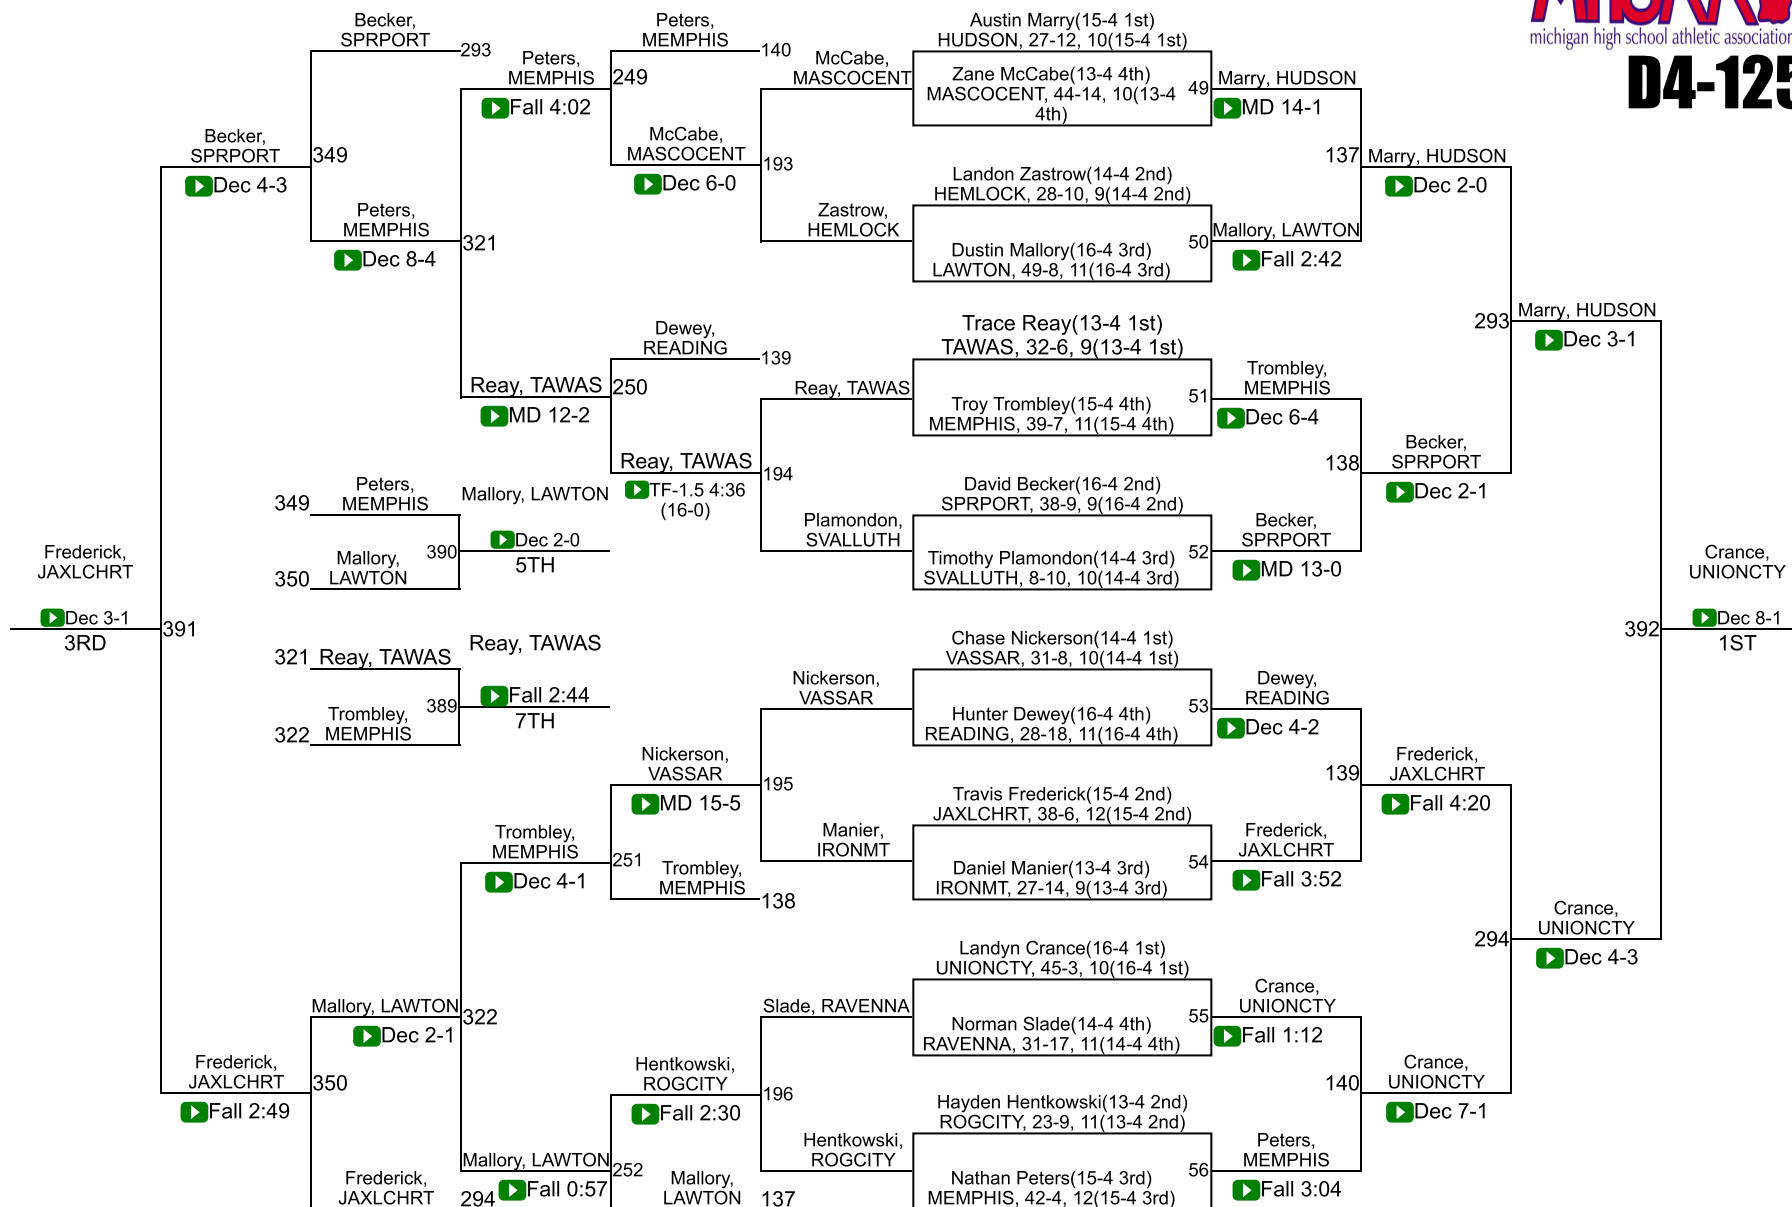 MHSAA
michigan high school athletic association
D4-125
Becker,
SPRPORT
293
Peters,
MEMPHIS
Fall 4:02
Peters,
MEMPHIS
140
249
McCabe,
MASCOCENT
Dec 6-0
193
McCabe,
MASCOCENT
Austin Marry(15-4 1st)
HUDSON, 27-12, 10(15-4 1st)
Zane McCabe(13-4 4th)
MASCOCENT, 44-14, 10(13-4
4th)
49
Marry, HUDSON
MD 14-1
Becker,
SPRPORT
Dec 4-3
349
Peters,
MEMPHIS
Dec 8-4
321
Zastrow,
HEMLOCK
Landon Zastrow(14-4 2nd)
HEMLOCK, 28-10, 9(14-4 2nd)
Dustin Mallory(16-4 3rd)
LAWTON, 49-8, 11(16-4 3rd)
50
Mallory, LAWTON
Fall 2:42
137
Marry, HUDSON
Dec 2-0
Dewey,
READING
139
Reay, TAWAS
MD 12-2
250
Reay, TAWAS
TF-1.5 4:36
(16-0)
194
Reay, TAWAS
Trace Reay(13-4 1st)
TAWAS, 32-6, 9(13-4 1st)
Troy Trombley(15-4 4th)
MEMPHIS, 39-7, 11(15-4 4th)
51
Trombley,
MEMPHIS
Dec 6-4
293
Marry, HUDSON
Dec 3-1
Plamondon,
SVALLUTH
David Becker(16-4 2nd)
SPRPORT, 38-9, 9(16-4 2nd)
Timothy Plamondon(14-4 3rd)
SVALLUTH, 8-10, 10(14-4 3rd)
52
Becker,
SPRPORT
MD 13-0
138
Becker,
SPRPORT
Dec 2-1
349
Peters,
MEMPHIS
350
Mallory,
LAWTON
390
Mallory, LAWTON
Dec 2-0
5TH
Frederick,
JAXLCHRT
Dec 3-1
3RD
391
321
Reay, TAWAS
322
Trombley,
MEMPHIS
389
Reay, TAWAS
Fall 2:44
7TH
392
Crance,
UNIONCTY
Dec 8-1
1ST
Nickerson,
VASSAR
MD 15-5
195
Nickerson,
VASSAR
Chase Nickerson(14-4 1st)
VASSAR, 31-8, 10(14-4 1st)
Hunter Dewey(16-4 4th)
READING, 28-18, 11(16-4 4th)
53
Dewey,
READING
Dec 4-2
139
Frederick,
JAXLCHRT
Fall 4:20
Trombley,
MEMPHIS
Dec 4-1
251
Trombley,
MEMPHIS
138
Manier,
IRONMT
Travis Frederick(15-4 2nd)
JAXLCHRT, 38-6, 12(15-4 2nd)
Daniel Manier(13-4 3rd)
IRONMT, 27-14, 9(13-4 3rd)
54
Frederick,
JAXLCHRT
Fall 3:52
294
Crance,
UNIONCTY
Dec 4-3
Mallory, LAWTON
Dec 2-1
322
Slade, RAVENNA
Landyn Crance(16-4 1st)
UNIONCTY, 45-3, 10(16-4 1st)
Norman Slade(14-4 4th)
RAVENNA, 31-17, 11(14-4 4th)
55
Crance,
UNIONCTY
Fall 1:12
140
Crance,
UNIONCTY
Dec 7-1
Frederick,
JAXLCHRT
Fall 2:49
350
Hentkowski,
ROGCITY
Fall 2:30
196
Hentkowski,
ROGCITY
Hayden Hentkowski(13-4 2nd)
ROGCITY, 23-9, 11(13-4 2nd)
Nathan Peters(15-4 3rd)
MEMPHIS, 42-4, 12(15-4 3rd)
56
Peters,
MEMPHIS
Fall 3:04
Frederick,
JAXLCHRT
294
Mallory, LAWTON
Fall 0:57
252
Mallory,
LAWTON
137